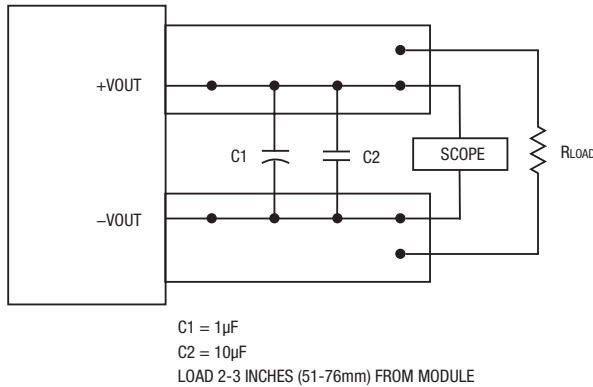 +VOUT
C1
C2
SCOPE
RLOAD
−VOUT
C1 = 1µF
C2 = 10µF
LOAD 2-3 INCHES (51-76mm) FROM MODULE